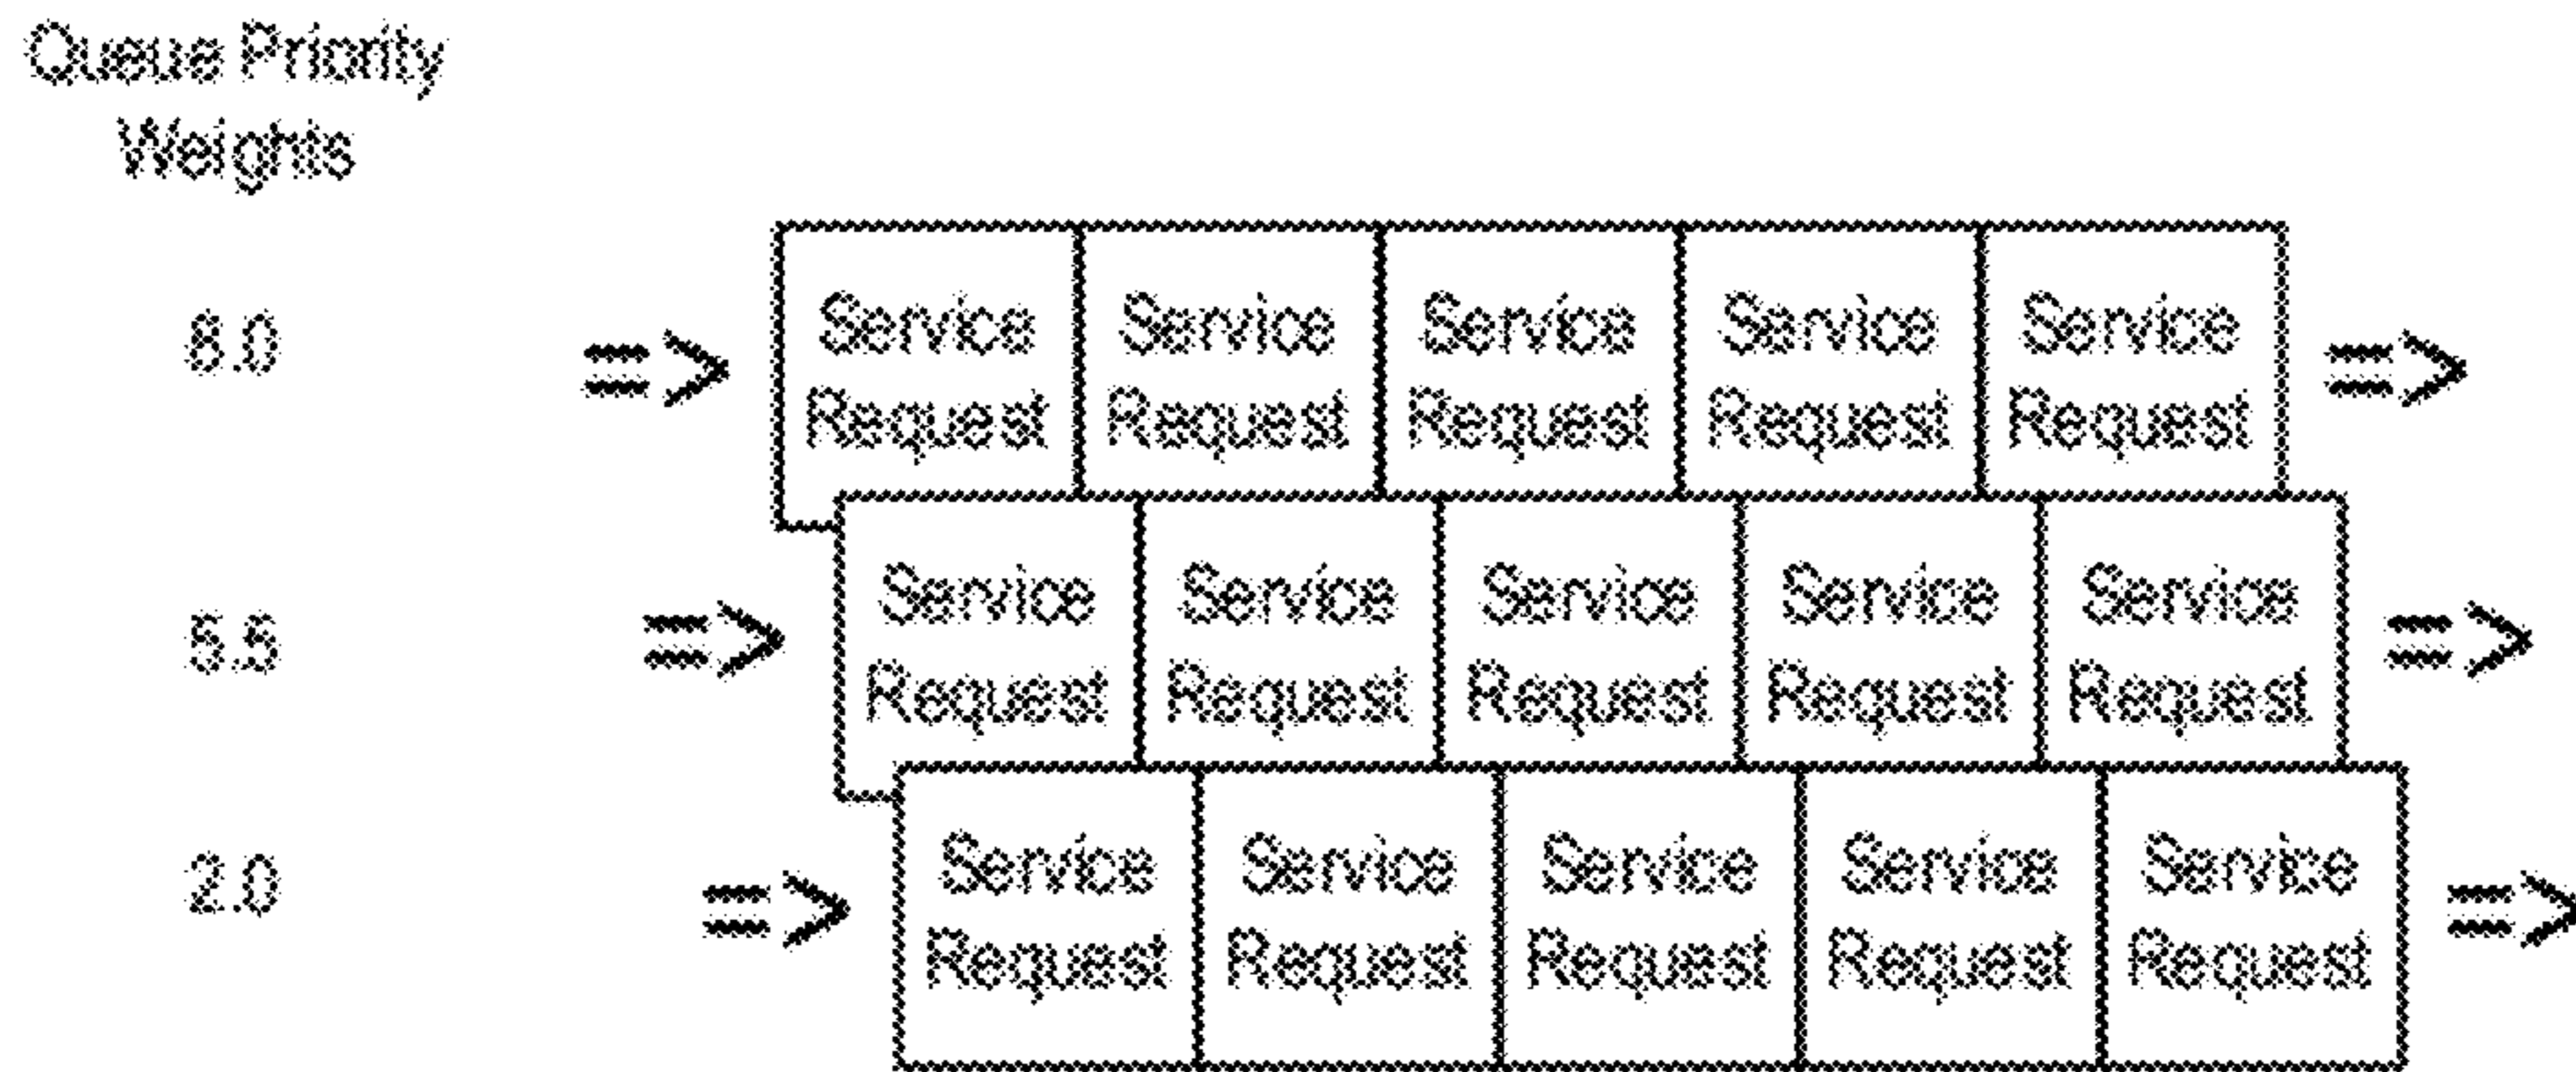 Queue Priority
Weights
8.0
=>
Service Service Service Service Service
Request Request Request Request Request
=>
5.5
=>
Service Service Service Service Service
Request Request Request Request Request
=>
2.0
=>
Service Service Service Service Service
Request Request Request Request Request
=>